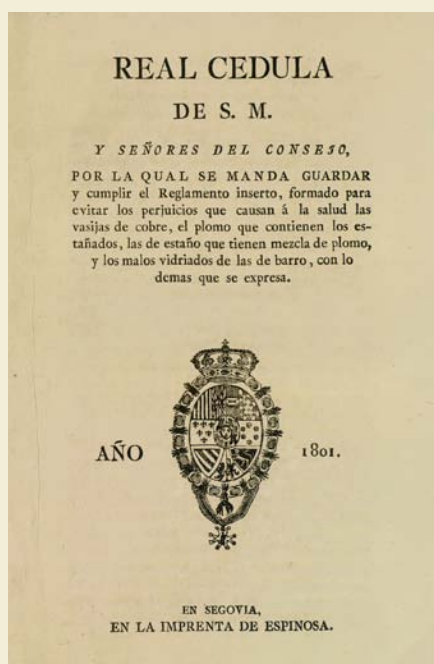 REAL CEDULA
DE S. M.
Y SEÑORES DEL CONSEJO,
POR LA QUAL SE MANDA GUARDAR
y cumplir el Reglamento inserto, formado para
evitar los perjuicios que causan á la salud las
vasijas de cobre, el plomo que contienen los es-
tañados, las de estaño que tienen mezcla de plomo,
y los malos vidriados de las de barro, con lo
demas que se expresa.
AÑO 1801.
EN SEGOVIA,
EN LA IMPRENTA DE ESPINOSA.